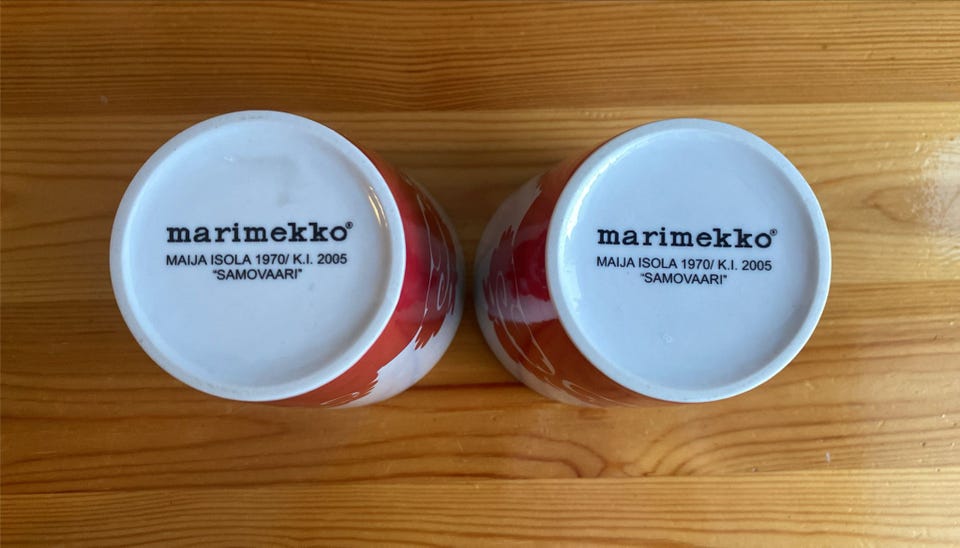 marimekko®
MAIJA ISOLA 1970/ K.I. 2005
“SAMOVAARI”
marimekko®
MAIJA ISOLA 1970/ K.I. 2005
“SAMOVAARI”